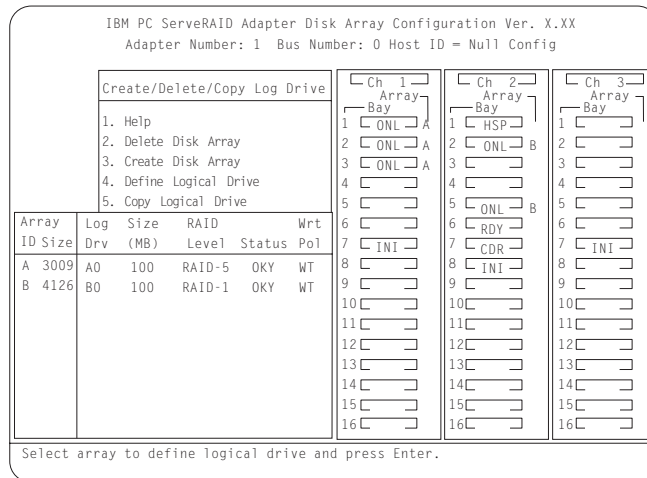 IBM PC ServeRAID Adapter Disk Array Configuration Ver. X.XX
Adapter Number: 1 Bus Number: 0 Host ID = Null Config
Create/Delete/Copy Log Drive
1. Help
2. Delete Disk Array
3. Create Disk Array
4. Define Logical Drive
5. Copy Logical Drive
Array Log Size RAID Wrt
ID Size Drv (MB) Level Status Pol
A 3009 A0 100 RAID-5 OKY WT
B 4126 B0 100 RAID-1 OKY WT
Ch 1
Array
Bay
1 ONL A
2 ONL A
3 ONL A
4
5
6
7 INI
8
9
10
11
12
13
14
15
16
Ch 2
Array
Bay
1 HSP
2 ONL B
3
4
5 ONL B
6 RDY
7 CDR
8 INI
9
10
11
12
13
14
15
16
Ch 3
Array
Bay
1
2
3
4
5
6
7 INI
8
9
10
11
12
13
14
15
16
Select array to define logical drive and press Enter.